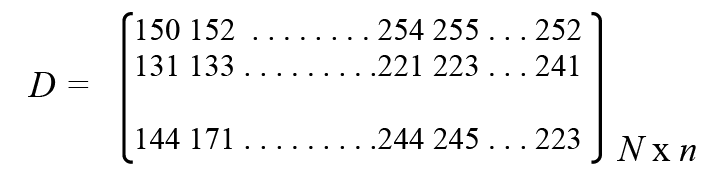 150 152 . . . . . . . . 254 255 . . . 252
D = 131 133 . . . . . . . . . .221 223 . . . 241
144 171 . . . . . . . . . .244 245 . . . 223
N x n